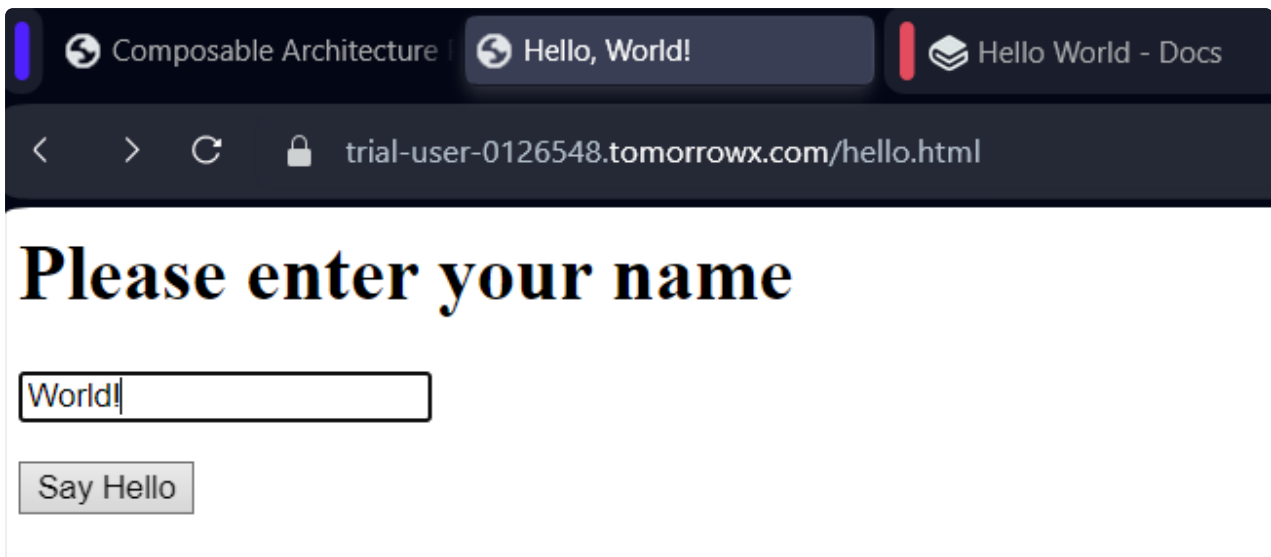 Composable Architecture
Hello, World!
Hello World - Docs
trial-user-0126548.tomorrowx.com/hello.html
Please enter your name
World!
Say Hello